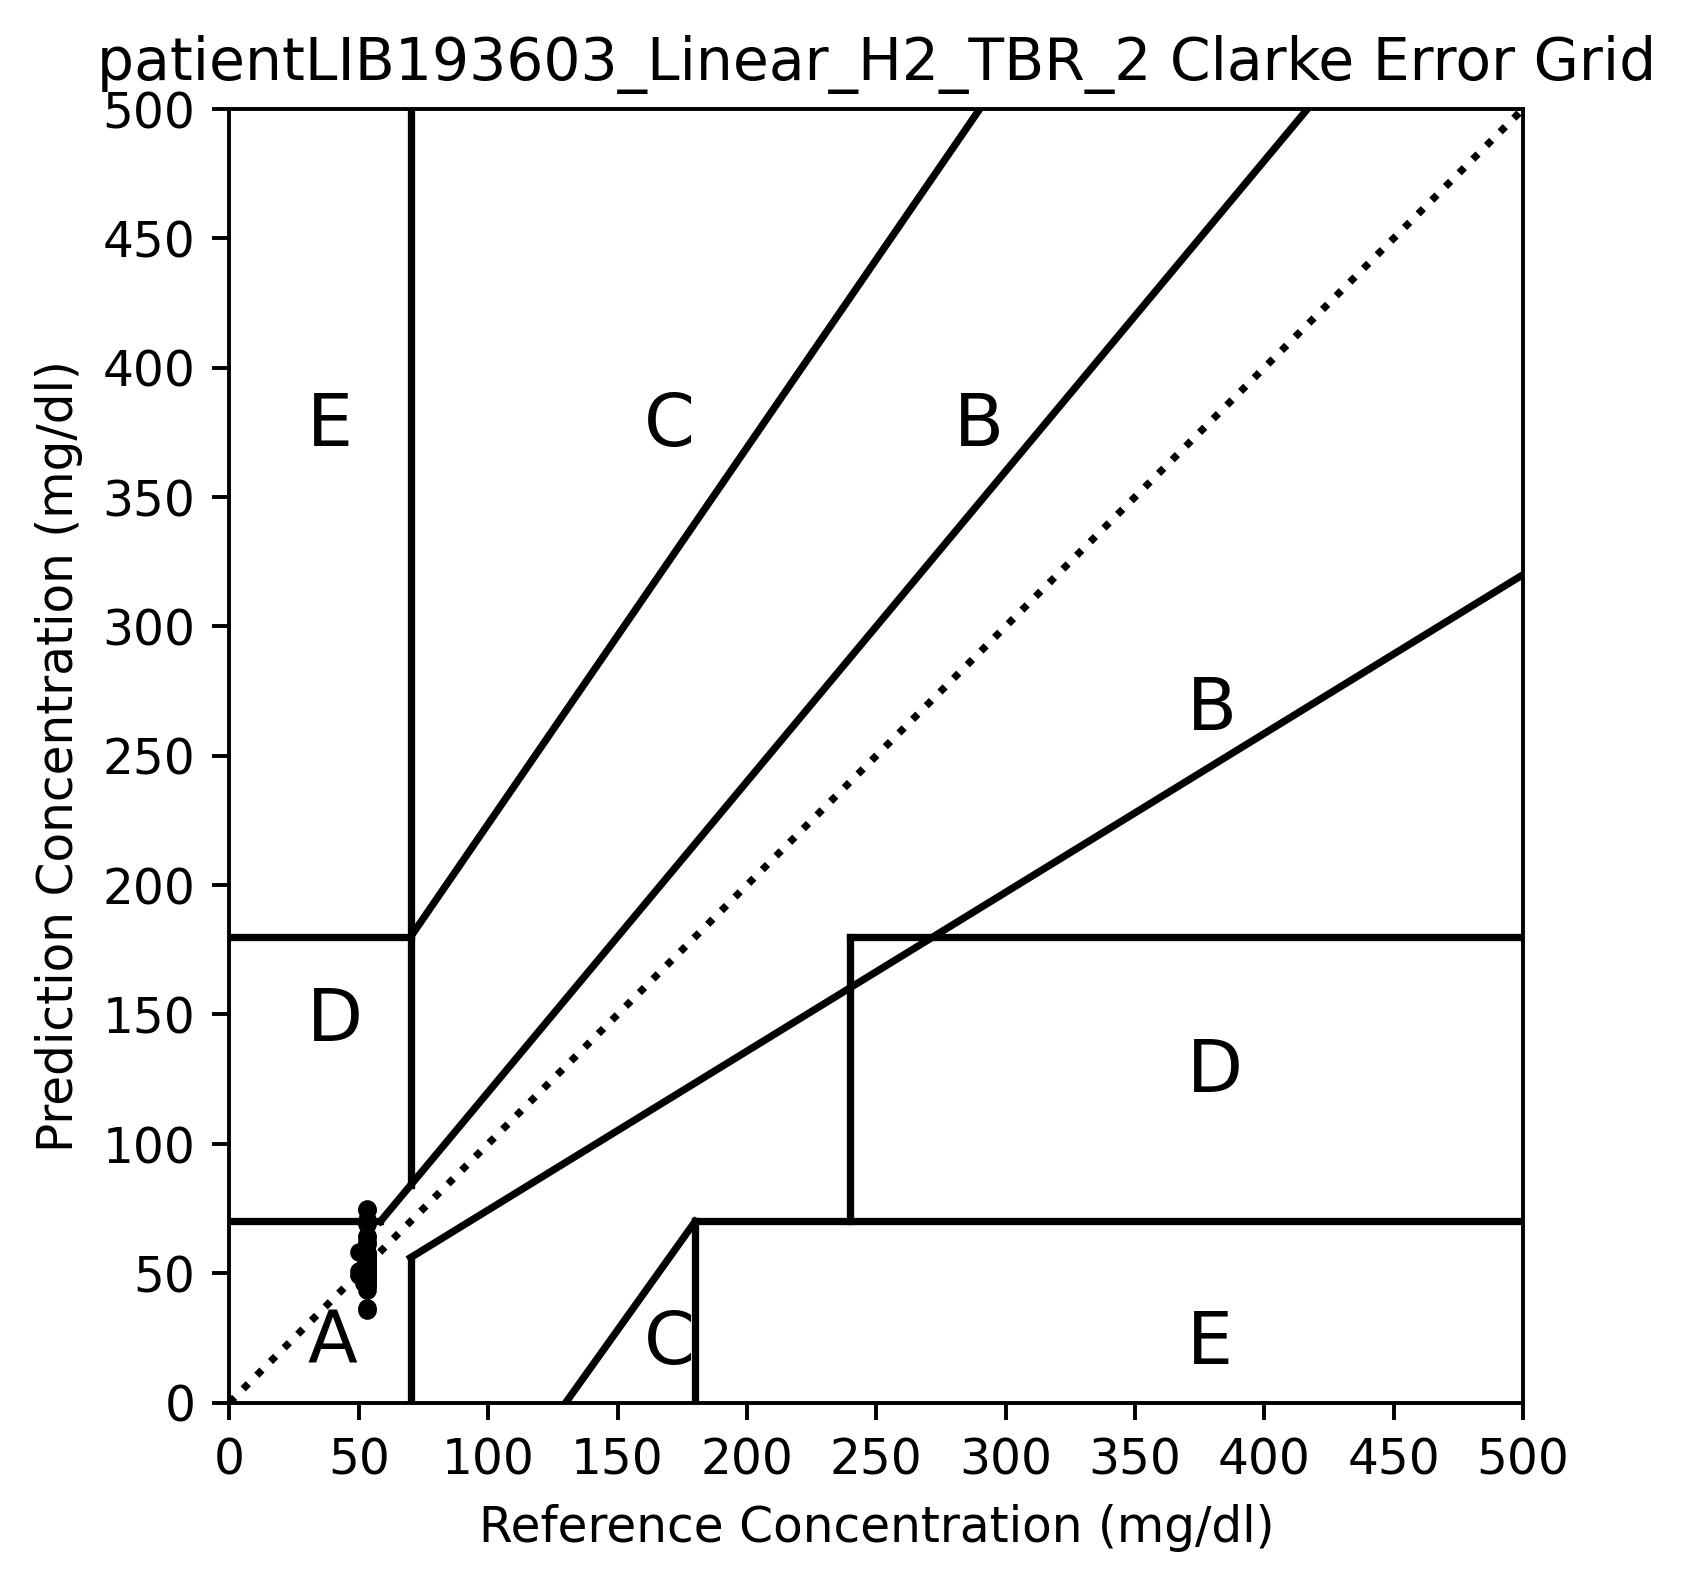 patientLIB193603_Linear_H2_TBR_2 Clarke Error Grid
500
450
400
350
300
250
200
150
100
50
0
Prediction Concentration (mg/dl)
E
C
B
B
D
D
A
C
E
0 50 100 150 200 250 300 350 400 450 500
Reference Concentration (mg/dl)